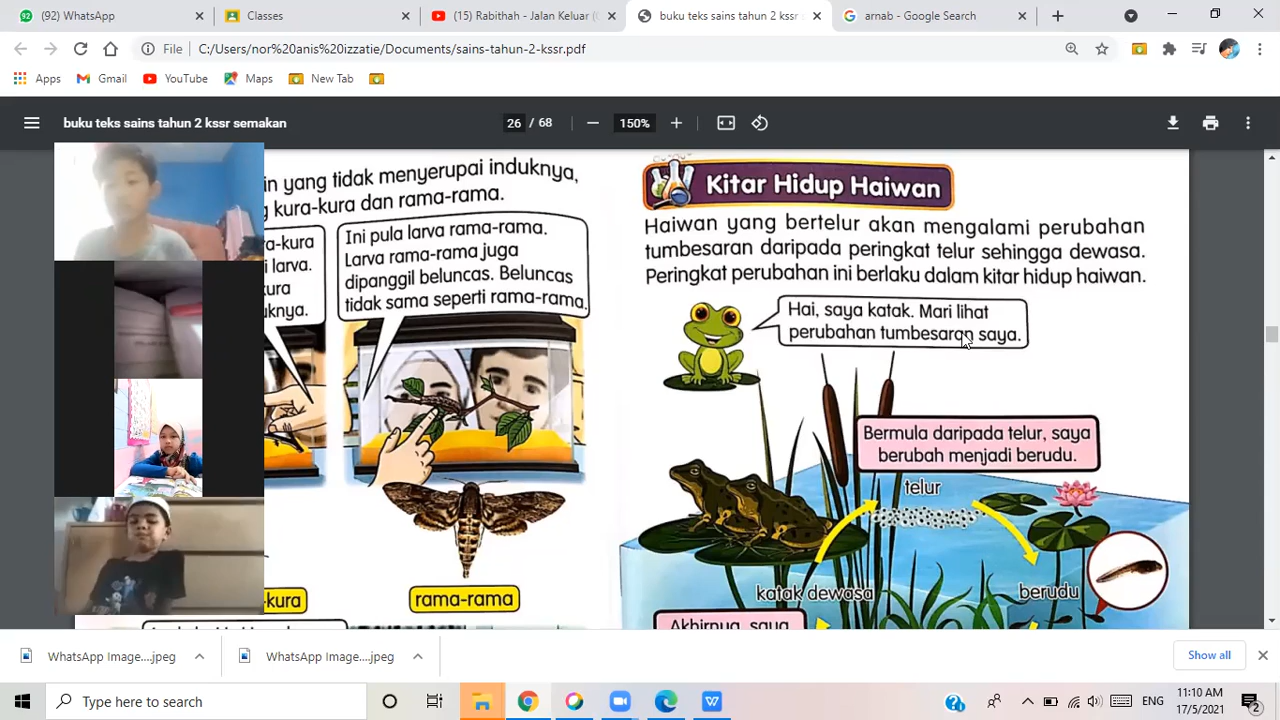 (92) WhatsApp
Classes
(15) Rabithah - Jalan Keluar (
buku teks sains tahun 2 kssr s
arnab - Google Search
File
C:/Users/nor%20anis%20izzatie/Documents/sains-tahun-2-kssr.pdf
Apps
Gmail
YouTube
Maps
New Tab
buku teks sains tahun 2 kssr semakan
26 / 68
150%
in yang tidak menyerupai induknya,
g kura-kura dan rama-rama.
ra-kura
i larva.
kura
uknya.
Ini pula larva rama-rama.
Larva rama-rama juga
dipanggil beluncas. Beluncas
tidak sama seperti rama-rama.
-kura
rama-rama
Kitar Hidup Haiwan
Haiwan yang bertelur akan mengalami perubahan
tumbesaran daripada peringkat telur sehingga dewasa.
Peringkat perubahan ini berlaku dalam kitar hidup haiwan.
Hai, saya katak. Mari lihat
perubahan tumbesaran saya.
Bermula daripada telur, saya
berubah menjadi berudu.
telur
katak dewasa
berudu
Akhirnya, saya
WhatsApp Image....jpeg
WhatsApp Image....jpeg
Show all
Type here to search
ENG
11:10 AM
17/5/2021
2